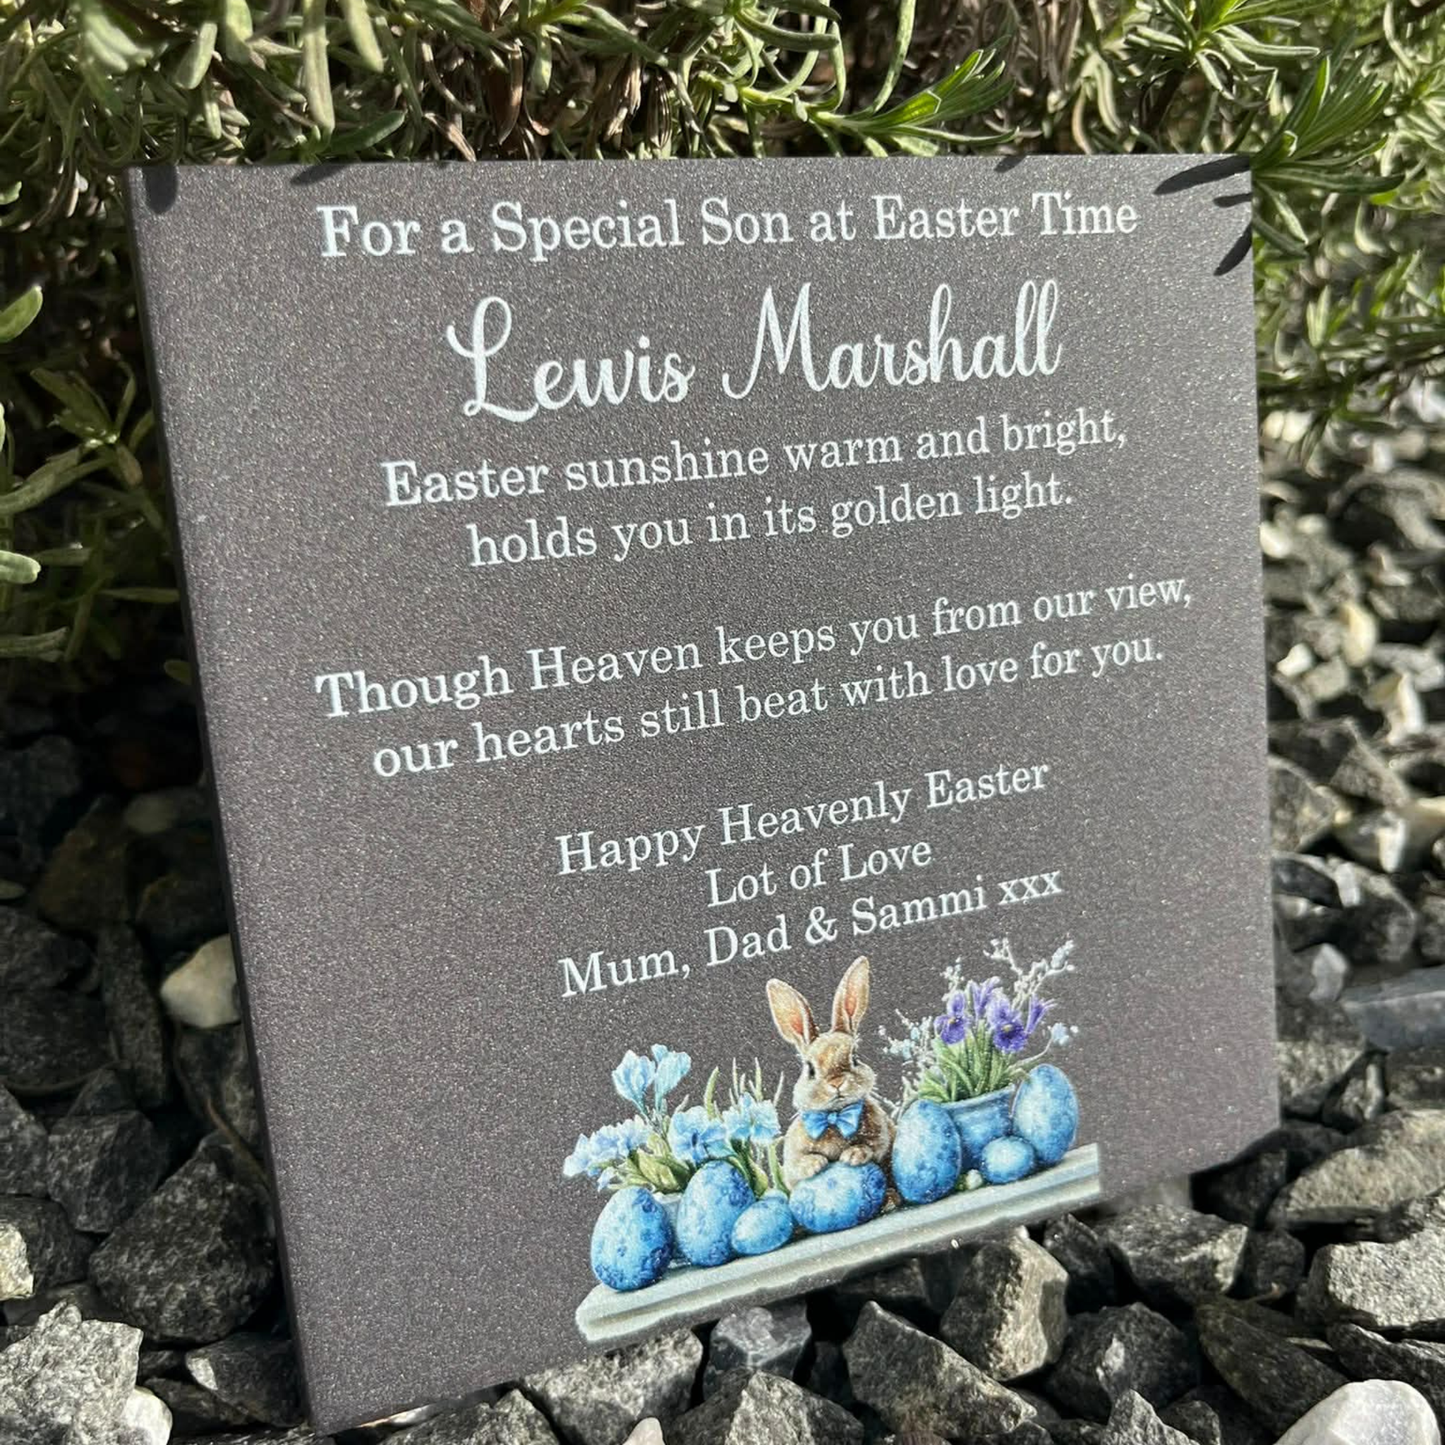 For a Special Son at Easter Time
Lewis Marshall
Easter sunshine warm and bright,
holds you in its golden light.
Though Heaven keeps you from our view,
our hearts still beat with love for you.
Happy Heavenly Easter
Lot of Love
Mum, Dad & Sammi xxx